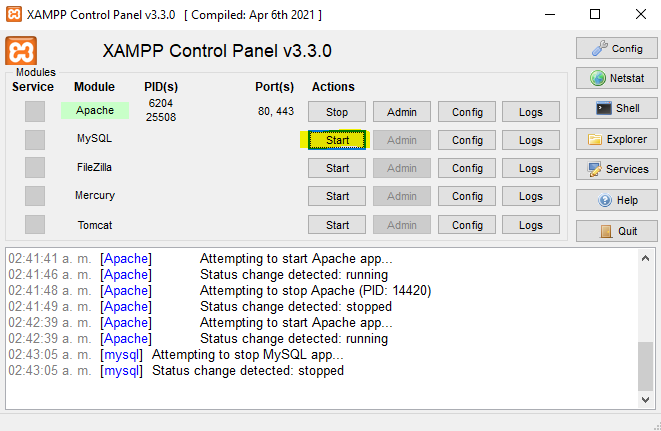 XAMPP Control Panel v3.3.0 [ Compiled: Apr 6th 2021 ]
XAMPP Control Panel v3.3.0
Config
Modules
Service Module PID(s) Port(s) Actions
Netstat
Apache 6204 25508 80, 443 Stop Admin Config Logs
Shell
MySQL Start Admin Config Logs
Explorer
FileZilla Start Admin Config Logs
Services
Mercury Start Admin Config Logs
Help
Tomcat Start Admin Config Logs
Quit
02:41:41 a. m. [Apache] Attempting to start Apache app...
02:41:46 a. m. [Apache] Status change detected: running
02:41:48 a. m. [Apache] Attempting to stop Apache (PID: 14420)
02:41:49 a. m. [Apache] Status change detected: stopped
02:42:39 a. m. [Apache] Attempting to start Apache app...
02:42:39 a. m. [Apache] Status change detected: running
02:43:05 a. m. [mysql] Attempting to stop MySQL app...
02:43:05 a. m. [mysql] Status change detected: stopped